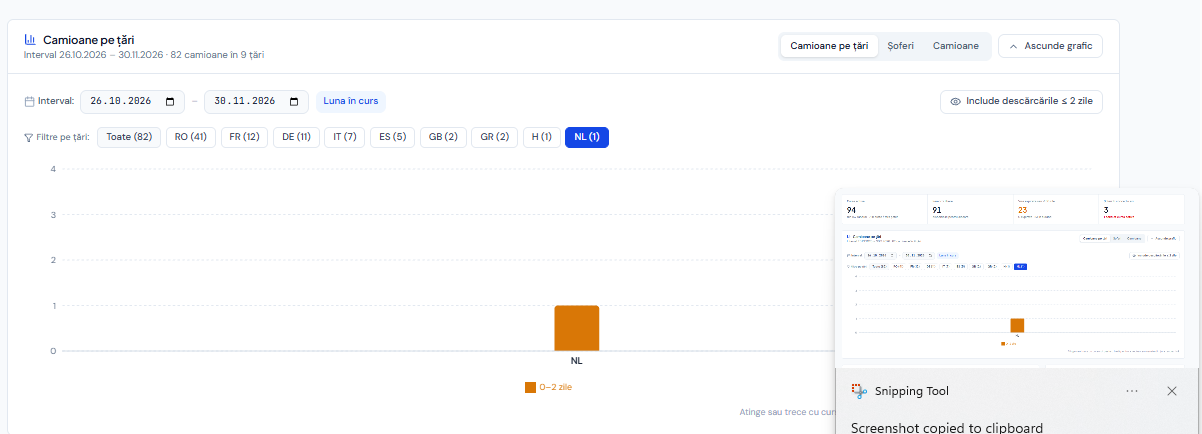 Camioane pe țări
Interval 26.10.2026 – 30.11.2026 · 82 camioane în 9 țări
Camioane pe țări Șoferi Camioane Ascunde grafic
Interval: 26.10.2026 – 30.11.2026 Luna în curs
Include descărcările ≤ 2 zile
Filtre pe țări: Toate (82) RO (41) FR (12) DE (11) IT (7) ES (5) GB (2) GR (2) H (1) NL (1)
4
3
2
1
0
NL
0–2 zile
Atinge sau trece cu
94 91 23 3
Camioane pe țări
NL
Snipping Tool
Screenshot copied to clipboard